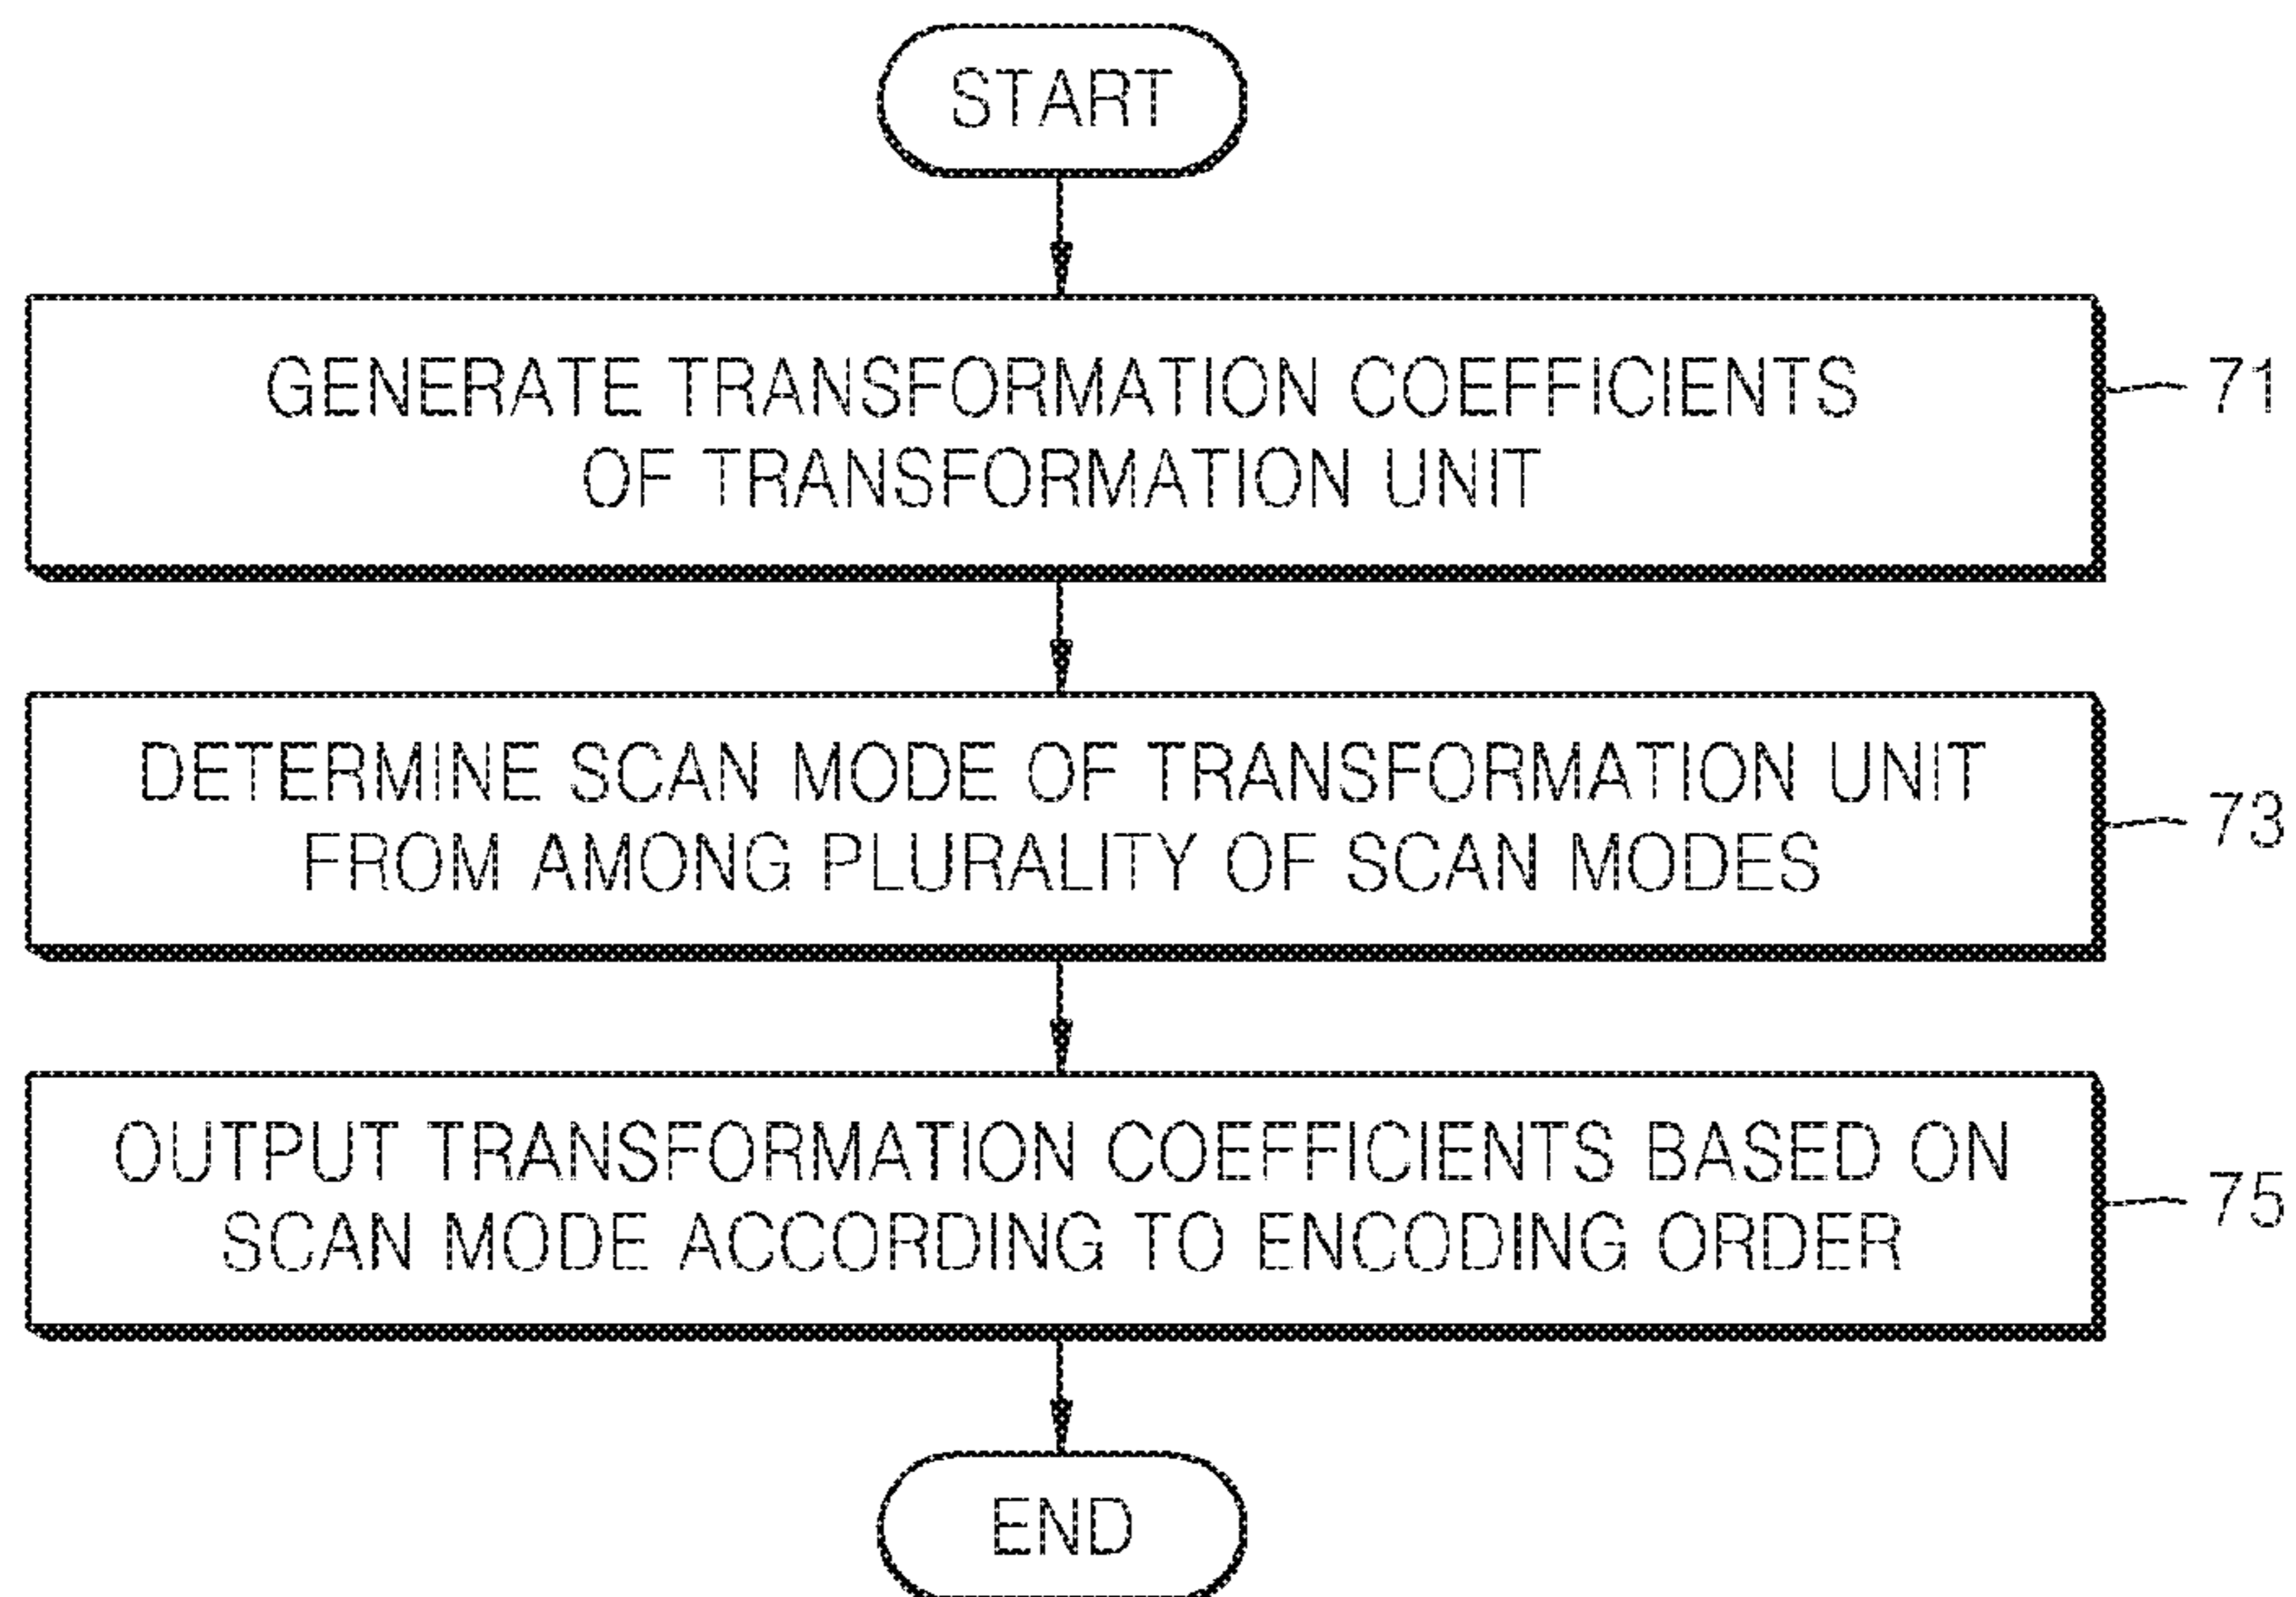 START
GENERATE TRANSFORMATION COEFFICIENTS
OF TRANSFORMATION UNIT
71
DETERMINE SCAN MODE OF TRANSFORMATION UNIT
FROM AMONG PLURALITY OF SCAN MODES
73
OUTPUT TRANSFORMATION COEFFICIENTS BASED ON
SCAN MODE ACCORDING TO ENCODING ORDER
75
END